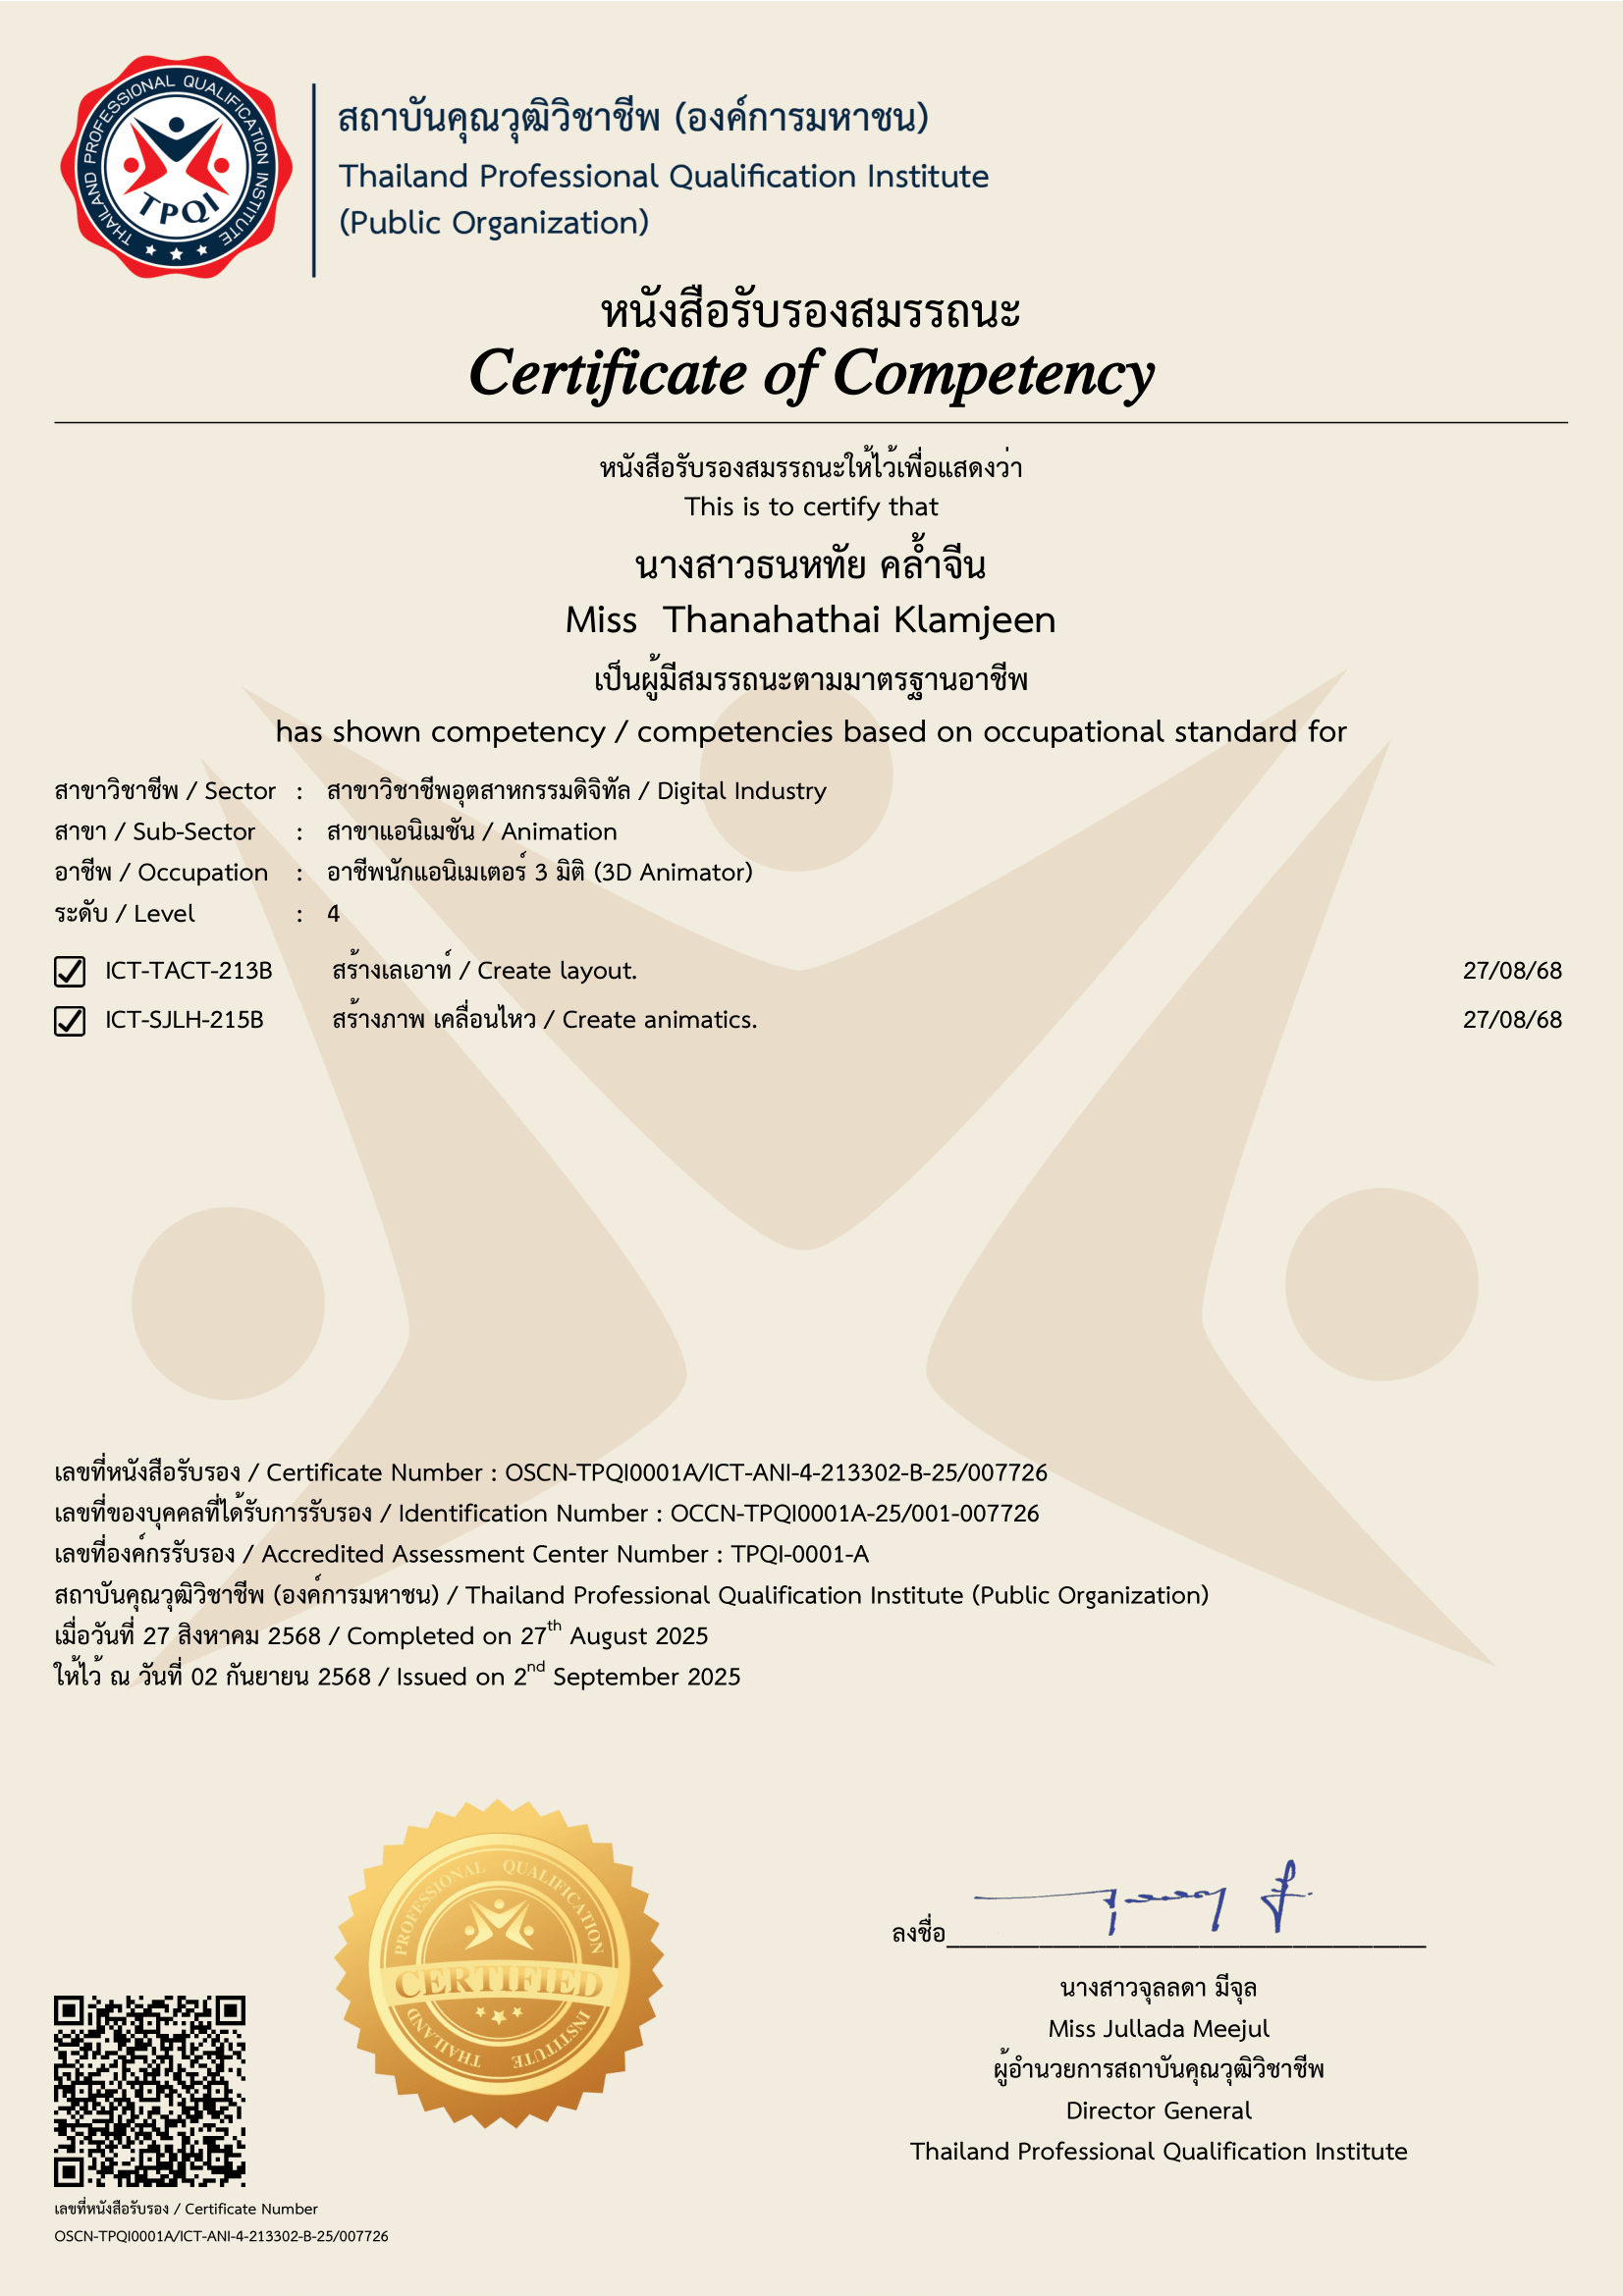 THAILAND PROFESSIONAL QUALIFICATION INSTITUTE
TPQI
สถาบันคุณวุฒิวิชาชีพ (องค์การมหาชน)
Thailand Professional Qualification Institute
(Public Organization)
หนังสือรับรองสมรรถนะ
Certificate of Competency
หนังสือรับรองสมรรถนะให้ไว้เพื่อแสดงว่า
This is to certify that
นางสาวธนหทัย คล้ำจีน
Miss Thanahathai Klamjeen
เป็นผู้มีสมรรถนะตามมาตรฐานอาชีพ
has shown competency / competencies based on occupational standard for
สาขาวิชาชีพ / Sector : สาขาวิชาชีพอุตสาหกรรมดิจิทัล / Digital Industry
สาขา / Sub-Sector : สาขาแอนิเมชัน / Animation
อาชีพ / Occupation : อาชีพนักแอนิเมเตอร์ 3 มิติ (3D Animator)
ระดับ / Level : 4
ICT-TACT-213B สร้างเลเอาท์ / Create layout. 27/08/68
ICT-SJLH-215B สร้างภาพ เคลื่อนไหว / Create animatics. 27/08/68
เลขที่หนังสือรับรอง / Certificate Number : OSCN-TPQI0001A/ICT-ANI-4-213302-B-25/007726
เลขที่ของบุคคลที่ได้รับการรับรอง / Identification Number : OCCN-TPQI0001A-25/001-007726
เลขที่องค์กรรับรอง / Accredited Assessment Center Number : TPQI-0001-A
สถาบันคุณวุฒิวิชาชีพ (องค์การมหาชน) / Thailand Professional Qualification Institute (Public Organization)
เมื่อวันที่ 27 สิงหาคม 2568 / Completed on 27th August 2025
ให้ไว้ ณ วันที่ 02 กันยายน 2568 / Issued on 2nd September 2025
PROFESSIONAL QUALIFICATION
CERTIFIED
INSTITUTE THAILAND
ลงชื่อ
นางสาวจุลลดา มีจุล
Miss Jullada Meejul
ผู้อำนวยการสถาบันคุณวุฒิวิชาชีพ
Director General
Thailand Professional Qualification Institute
เลขที่หนังสือรับรอง / Certificate Number
OSCN-TPQI0001A/ICT-ANI-4-213302-B-25/007726